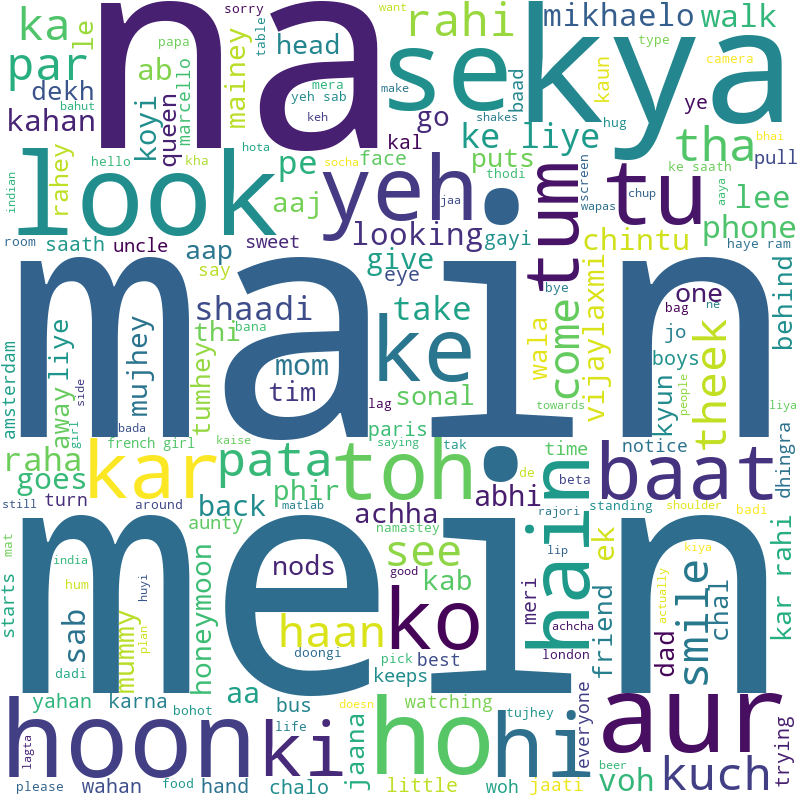 ka
le
papa
na
sorry
table
head
want
rahi
se
mikhaelo
walk
kya
par
ab
marcello
mainey
mera
yeh sab
make
type
camera
dekh
bahut
koyi
queen
keh
go
shakes
baad
kaun
ye
kahan
hello
kha
hota
kal
ke liye
hug
tha
bhai
pull
look
pe
face
puts
ke saath
indian
rahey
socha
aaj
yeh
jaa
thodi
tum
screen
wapas
chup
tu
aaya
lee
phone
room
saath
uncle
aap
sweet
looking
gayi
chintu
haye ram
say
give
eye
bye
main
bag
one
ne
behind
shaadi
take
wala
come
vijaylaxmi
amsterdam
away
liye
mujhey
thi
bana
tumhey
mom
tim
ke
jo
boys
theek
kyun
people
side
girl
bada
french girl
kaise
lag
sonal
towards
liya
paris
saying
tak
raha
goes
kar
pata
toh
time
notice
baat
dhingra
still
turn
around
back
phir
matlab
abhi
de
beta
standing
shoulder
badi
mat
starts
aunty
achha
namastey
rajori
hain
ek
kiya
actually
india
hum
huyi
mein
nods
good
see
kab
lip
meri
achcha
london
friend
kar rahi
sab
mummy
plan
honeymoon
haan
doongi
ko
pick
best
keeps
dad
smile
chal
dadi
yahan
karna
bohot
aa
bus
life
doesn
watching
tujhey
everyone
aur
trying
lagta
hoon
ki
jaana
ho
hi
beer
please
wahan
food
hand
chalo
little
woh
jaati
voh
kuch